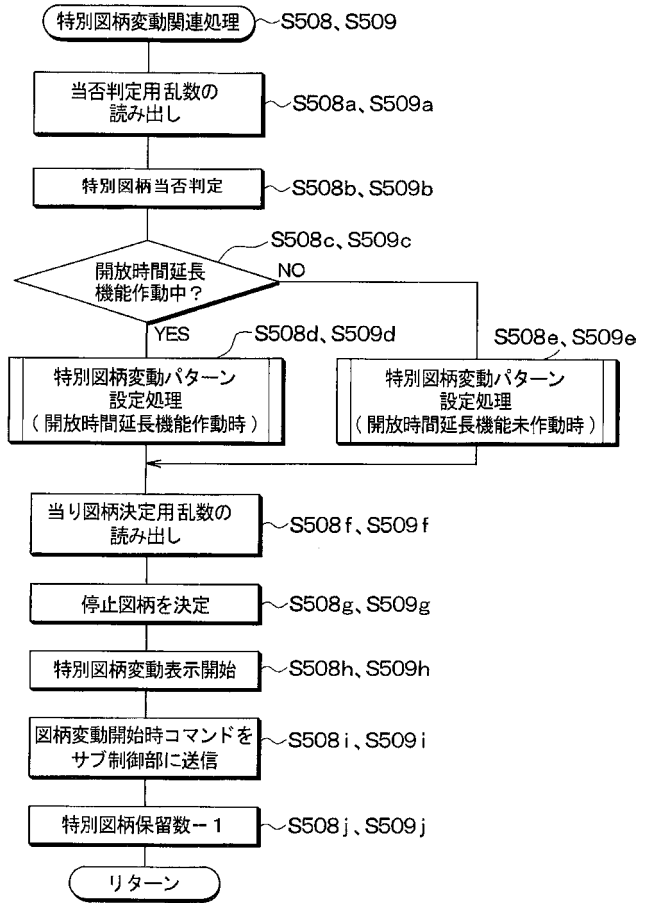 特別図柄変動関連処理
S508、S509
当否判定用乱数の
読み出し
S508a、S509a
特別図柄当否判定
S508b、S509b
S508c、S509c
開放時間延長
機能作動中？
NO
YES
S508d、S509d
S508e、S509e
特別図柄変動パターン
設定処理
(開放時間延長機能作動時)
特別図柄変動パターン
設定処理
(開放時間延長機能未作動時)
当り図柄決定用乱数の
読み出し
S508f、S509f
停止図柄を決定
S508g、S509g
特別図柄変動表示開始
S508h、S509h
図柄変動開始時コマンドを
サブ制御部に送信
S508i、S509i
特別図柄保留数－1
S508j、S509j
リターン